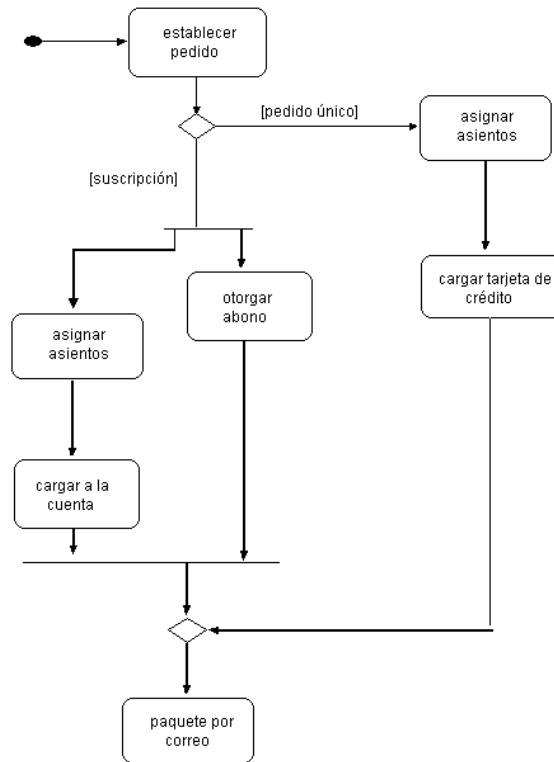 establecer
pedido
[pedido único]
asignar
asientos
[suscripción]
cargar tarjeta de
crédito
otorgar
abono
asignar
asientos
cargar a la
cuenta
paquete por
correo